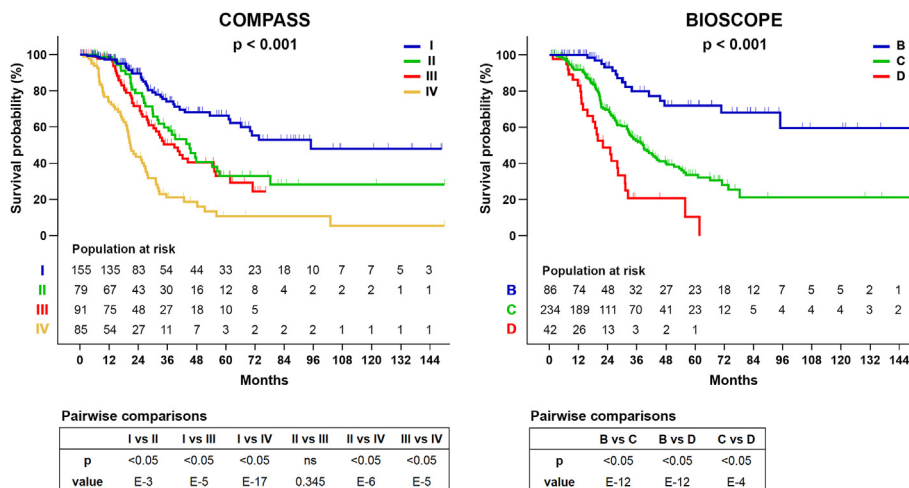 COMPASS
p < 0.001
I
II
III
IV
Survival probability (%)
100
80
60
40
20
0
Population at risk
I 155 135 83 54 44 33 23 18 10 7 7 5 3
II 79 67 43 30 16 12 8 4 2 2 2 1 1
III 91 75 48 27 18 10 5
IV 85 54 27 11 7 3 2 2 2 1 1 1 1
0 12 24 36 48 60 72 84 96 108 120 132 144
Months
Pairwise comparisons
I vs II I vs III I vs IV II vs III II vs IV III vs IV
p <0.05 <0.05 <0.05 ns <0.05 <0.05
value E-3 E-5 E-17 0.345 E-6 E-5
BIOSCOPE
p < 0.001
B
C
D
Survival probability (%)
100
80
60
40
20
0
Population at risk
B 86 74 48 32 27 23 18 12 7 5 5 2 1
C 234 189 111 70 41 23 12 5 4 4 4 3 2
D 42 26 13 3 2 1
0 12 24 36 48 60 72 84 96 108 120 132 144
Months
Pairwise comparisons
B vs C B vs D C vs D
p <0.05 <0.05 <0.05
value E-12 E-12 E-4